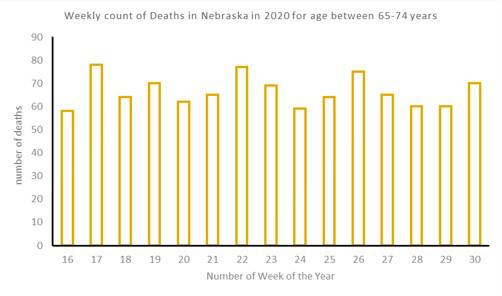 Weekly count of Deaths in Nebraska in 2020 for age between 65-74 years
90
80
70
60
50
40
30
20
10
0
number of deaths
16 17 18 19 20 21 22 23 24 25 26 27 28 29 30
Number of Week of the Year